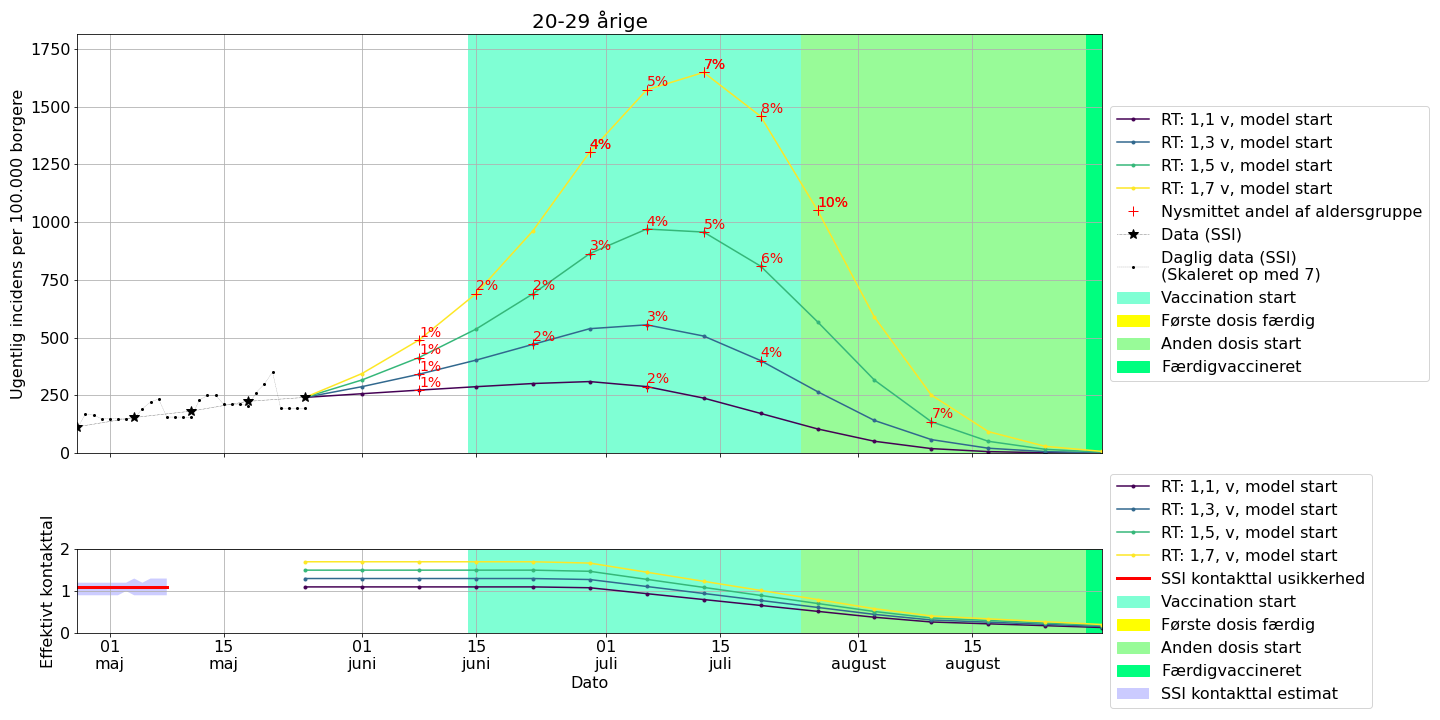 20-29 årige
Ugentlig incidens per 100.000 borgere
1750
1500
1250
1000
750
500
250
0
1%
1%
1%
1%
2%
2%
2%
4%
3%
5%
4%
3%
2%
7%
5%
8%
6%
4%
10%
7%
RT: 1,1 v, model start
RT: 1,3 v, model start
RT: 1,5 v, model start
RT: 1,7 v, model start
Nysmittet andel af aldersgruppe
Data (SSI)
Daglig data (SSI)
(Skaleret op med 7)
Vaccination start
Første dosis færdig
Anden dosis start
Færdigvaccineret
Effektivt kontakttal
2
1
0
01
maj
15
maj
01
juni
15
juni
01
juli
15
juli
01
august
15
august
Dato
RT: 1,1, v, model start
RT: 1,3, v, model start
RT: 1,5, v, model start
RT: 1,7, v, model start
SSI kontakttal usikkerhed
Vaccination start
Første dosis færdig
Anden dosis start
Færdigvaccineret
SSI kontakttal estimat